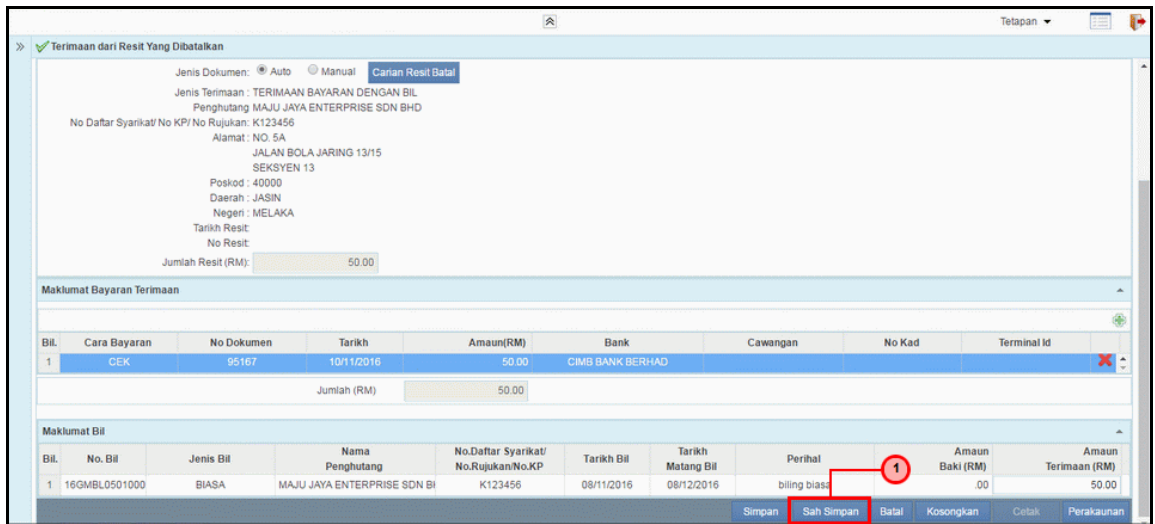 Tetapan
Terimaan dari Resit Yang Dibatalkan
Jenis Dokumen: Auto Manual Carian Resit Batal
Jenis Terimaan : TERIMAAN BAYARAN DENGAN BIL
Penghutang MAJU JAYA ENTERPRISE SDN BHD
No Daftar Syarikat/ No KP/ No Rujukan: K123456
Alamat : NO. 5A
JALAN BOLA JARING 13/15
SEKSYEN 13
Poskod : 40000
Daerah : JASIN
Negeri : MELAKA
Tarikh Resit:
No Resit:
Jumlah Resit (RM): 50.00
Maklumat Bayaran Terimaan
Bil. Cara Bayaran No Dokumen Tarikh Amaun(RM) Bank Cawangan No Kad Terminal Id
1 CEK 95167 10/11/2016 50.00 CIMB BANK BERHAD
Jumlah (RM) 50.00
Maklumat Bil
Bil. No. Bil Jenis Bil Nama Penghutang No.Daftar Syarikat/ No.Rujukan/No.KP Tarikh Bil Tarikh Matang Bil Perihal Amaun Baki (RM) Amaun Terimaan (RM)
1 16GMBL0501000 BIASA MAJU JAYA ENTERPRISE SDN BH K123456 08/11/2016 08/12/2016 biling biasa .00 50.00
1
Simpan Sah Simpan Batal Kosongkan Cetak Perakaunan